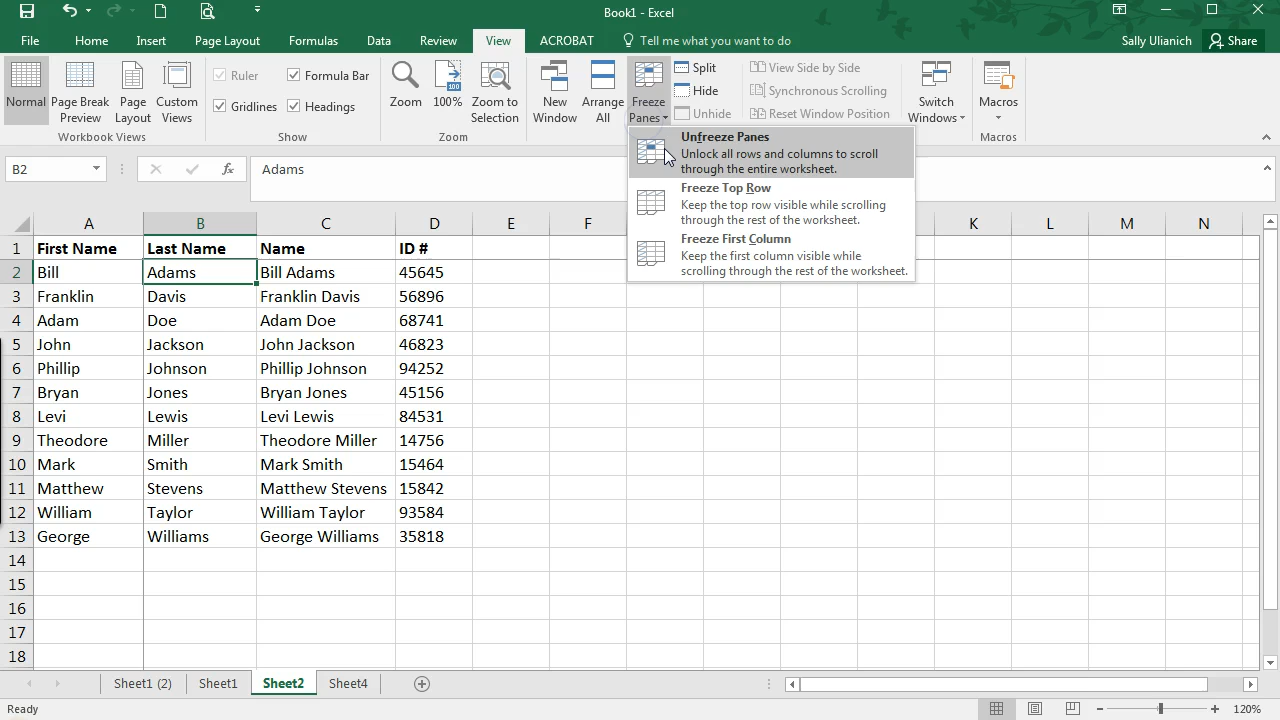 Book1 - Excel
File Home Insert Page Layout Formulas Data Review View ACROBAT Tell me what you want to do Sally Ulianich Share
Normal
Page Break Preview
Page Layout
Custom Views
Workbook Views
Ruler
Formula Bar
Gridlines
Headings
Show
Zoom
100%
100
Zoom to Selection
Zoom
New Window
Arrange All
Freeze Panes
Split
Hide
Unhide
View Side by Side
Synchronous Scrolling
Reset Window Position
Switch Windows
Macros
Macros
Unfreeze Panes
Unlock all rows and columns to scroll
through the entire worksheet.
Freeze Top Row
Keep the top row visible while scrolling
through the rest of the worksheet.
Freeze First Column
Keep the first column visible while
scrolling through the rest of the worksheet.
B2 fx Adams
A B C D E F K L M N
1 First Name Last Name Name ID #
2 Bill Adams Bill Adams 45645
3 Franklin Davis Franklin Davis 56896
4 Adam Doe Adam Doe 68741
5 John Jackson John Jackson 46823
6 Phillip Johnson Phillip Johnson 94252
7 Bryan Jones Bryan Jones 45156
8 Levi Lewis Levi Lewis 84531
9 Theodore Miller Theodore Miller 14756
10 Mark Smith Mark Smith 15464
11 Matthew Stevens Matthew Stevens 15842
12 William Taylor William Taylor 93584
13 George Williams George Williams 35818
14
15
16
17
18
Sheet1 (2) Sheet1 Sheet2 Sheet4
Ready 120%